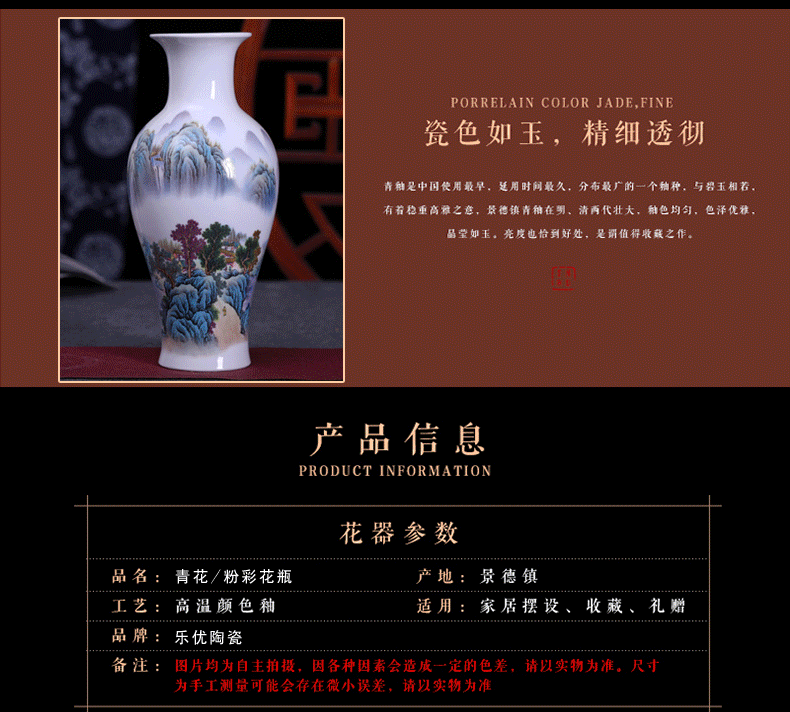 PORRELAIN COLOR JADE,FINE
瓷色如玉，精细透彻
青釉是中国使用最早，延用时间最久，分布最广的一个釉种，与碧玉相若，
有着稳重高雅之意，景德镇青釉在明、清两代壮大，釉色均匀，色泽优雅，
晶莹如玉。亮度也恰到好处，是谓值得收藏之作。
产品信息
PRODUCT INFORMATION
花器参数
品名：青花/粉彩花瓶 产地：景德镇
工艺：高温颜色釉 适用：家居摆设、收藏、礼赠
品牌：乐优陶瓷
备注：图片均为自主拍摄，因各种因素会造成一定的色差，请以实物为准。尺寸
为手工测量可能会存在微小误差，请以实物为准